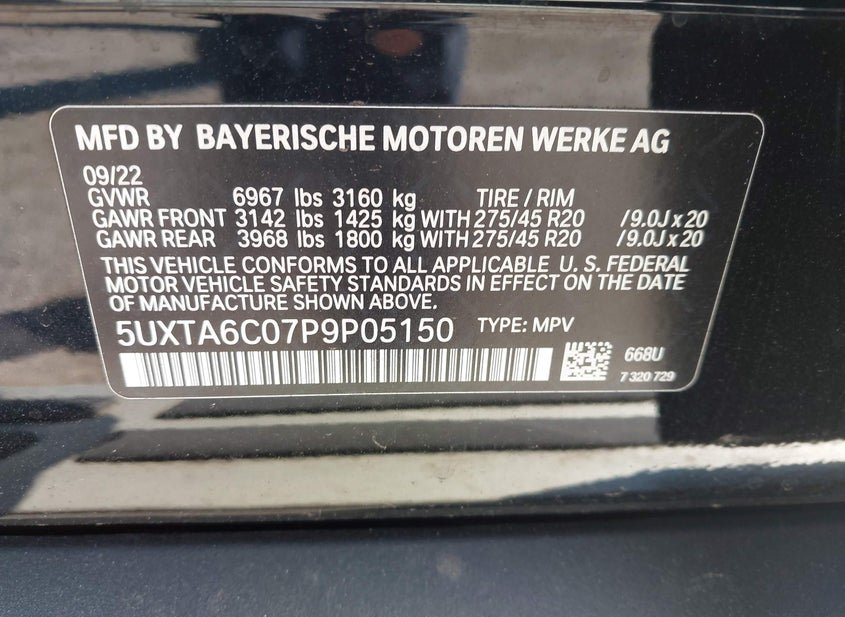 MFD BY BAYERISCHE MOTOREN WERKE AG
09/22
GVWR 6967 lbs 3160 kg TIRE / RIM
GAWR FRONT 3142 lbs 1425 kg WITH 275/45 R20 /9.0J x 20
GAWR REAR 3968 lbs 1800 kg WITH 275/45 R20 /9.0J x 20
THIS VEHICLE CONFORMS TO ALL APPLICABLE U. S. FEDERAL
MOTOR VEHICLE SAFETY STANDARDS IN EFFECT ON THE DATE
OF MANUFACTURE SHOWN ABOVE.
5UXTA6C07P9P05150 TYPE: MPV
668U
7 320 729